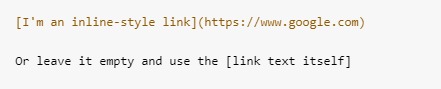 [I'm an inline-style link](https://www.google.com)
Or leave it empty and use the [link text itself]